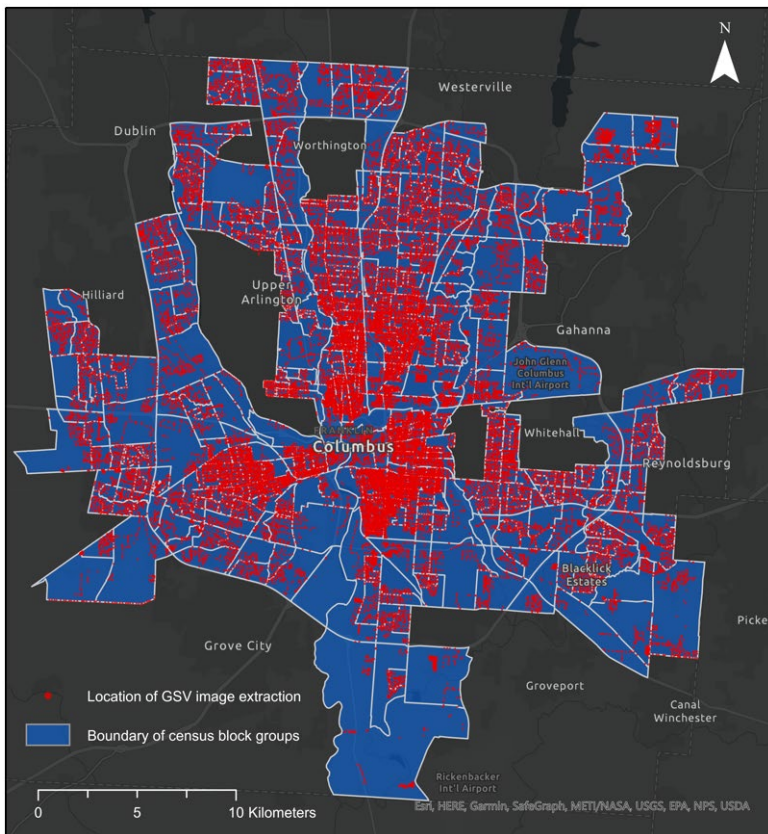 N
Westerville
Dublin
Worthington
Hilliard
Upper
Arlington
Gahanna
John Glenn
Columbus
Int'l Airport
FRANKLIN
Columbus
Whitehall
Reynoldsburg
Blacklick
Estates
Grove City
Picke
Groveport
Canal
Winchester
Location of GSV image extraction
Boundary of census block groups
Rickenbacker
Int'l Airport
0 5 10 Kilometers
Esri, HERE, Garmin, SafeGraph, METI/NASA, USGS, EPA, NPS, USDA